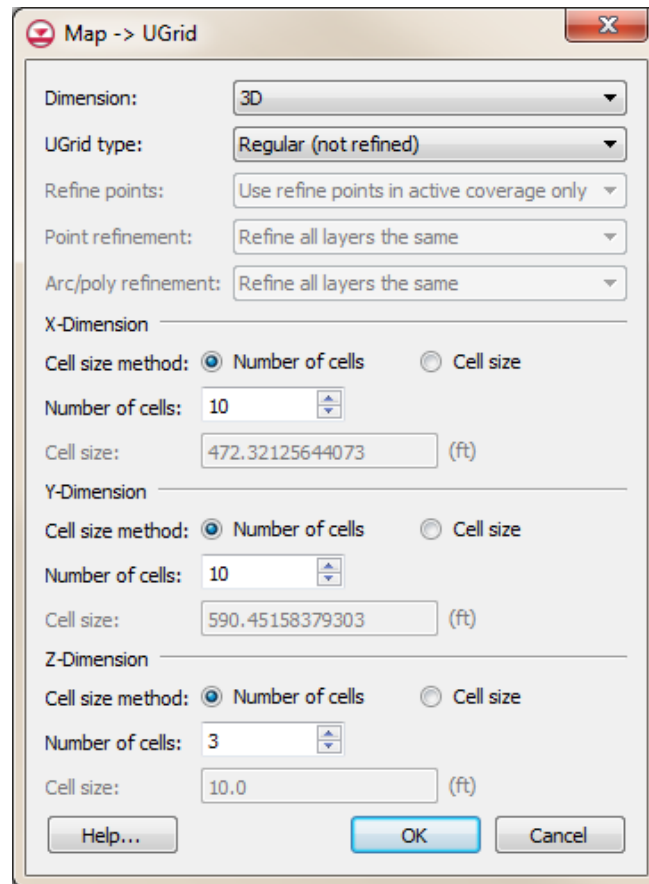 Map -> UGrid
Dimension: 3D
UGrid type: Regular (not refined)
Refine points: Use refine points in active coverage only
Point refinement: Refine all layers the same
Arc/poly refinement: Refine all layers the same
X-Dimension
Cell size method: Number of cells Cell size
Number of cells: 10
Cell size: 472.32125644073 (ft)
Y-Dimension
Cell size method: Number of cells Cell size
Number of cells: 10
Cell size: 590.45158379303 (ft)
Z-Dimension
Cell size method: Number of cells Cell size
Number of cells: 3
Cell size: 10.0 (ft)
Help... OK Cancel